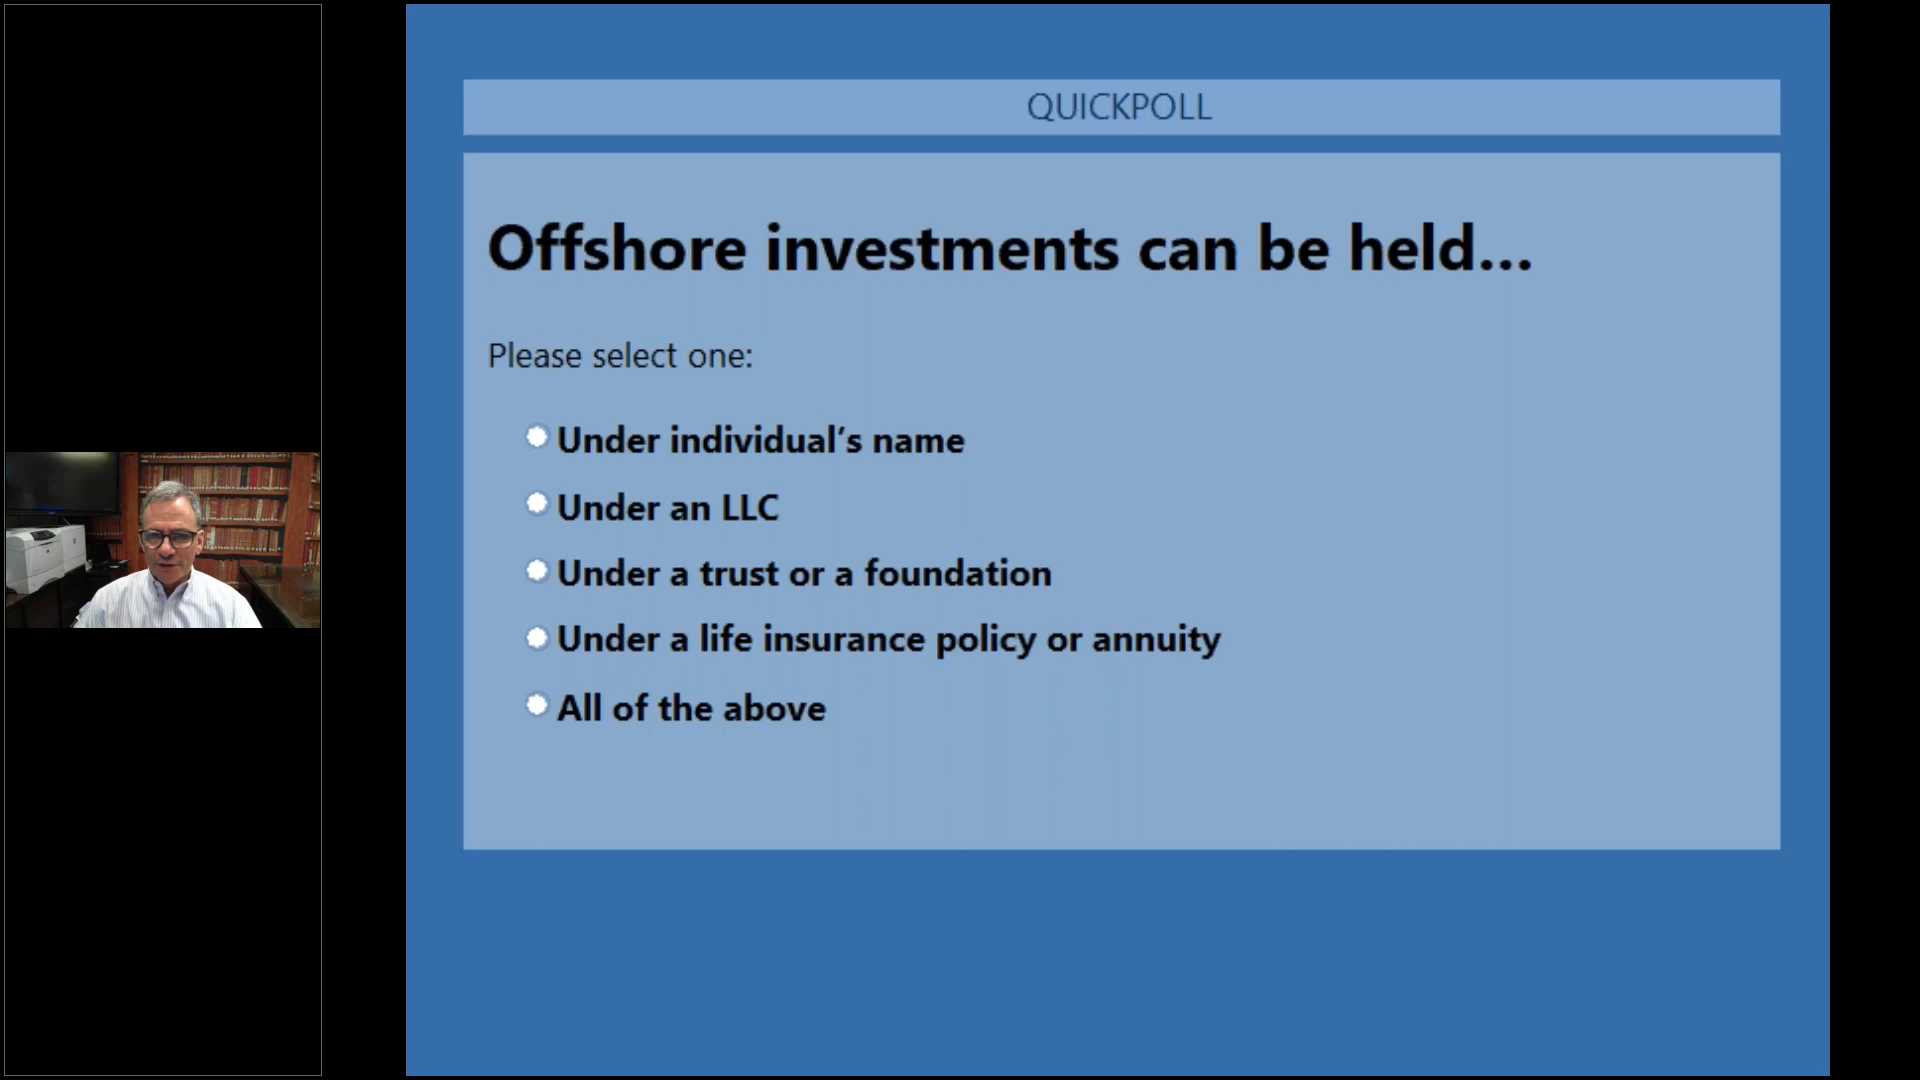 QUICKPOLL
Offshore investments can be held...
Please select one:
Under individual’s name
Under an LLC
Under a trust or a foundation
Under a life insurance policy or annuity
All of the above